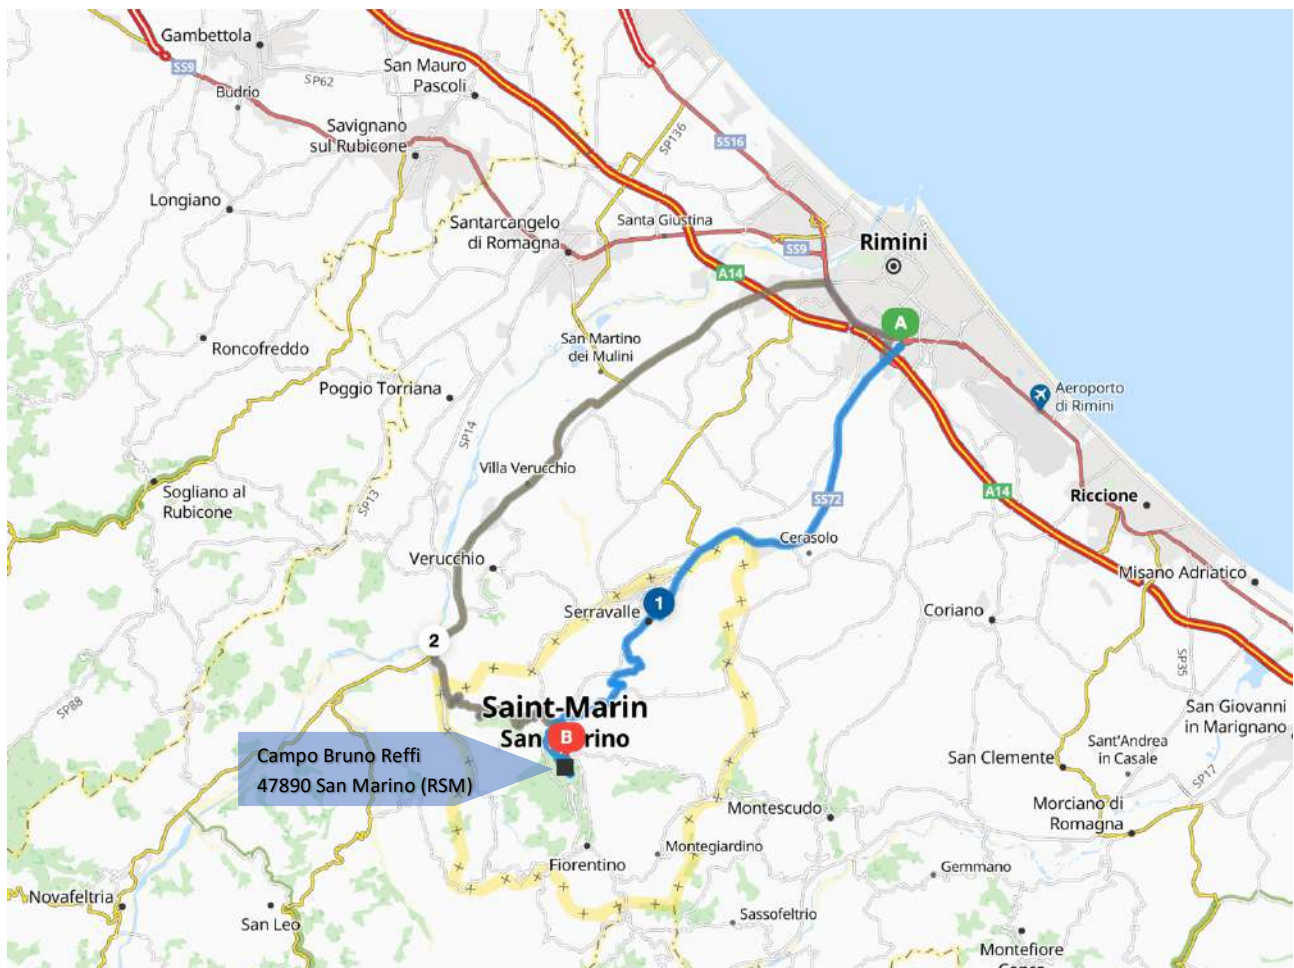 Gambettola
SS9
SP62
San Mauro
Pascoli
Budrio
Savignano
sul Rubicone
SP136
SS16
Longiano
Santarcangelo
di Romagna
Santa Giustina
SS9
Rimini
A14
A
Roncofreddo
San Martino
dei Mulini
Poggio Torriana
Aeroporto
di Rimini
SP14
Villa Verucchio
Sogliano al
Rubicone
SP13
SS72
A14
Riccione
Cerasolo
Verucchio
Misano Adriatico
1
Serravalle
Coriano
2
SP35
SP88
Saint-Marin
San Marino
B
San Giovanni
in Marignano
Campo Bruno Reffi
47890 San Marino (RSM)
Sant'Andrea
in Casale
San Clemente
SP17
Montescudo
Morciano di
Romagna
Fiorentino
Montegiardino
Gemmano
Novafeltria
San Leo
Sassofeltrio
Montefiore